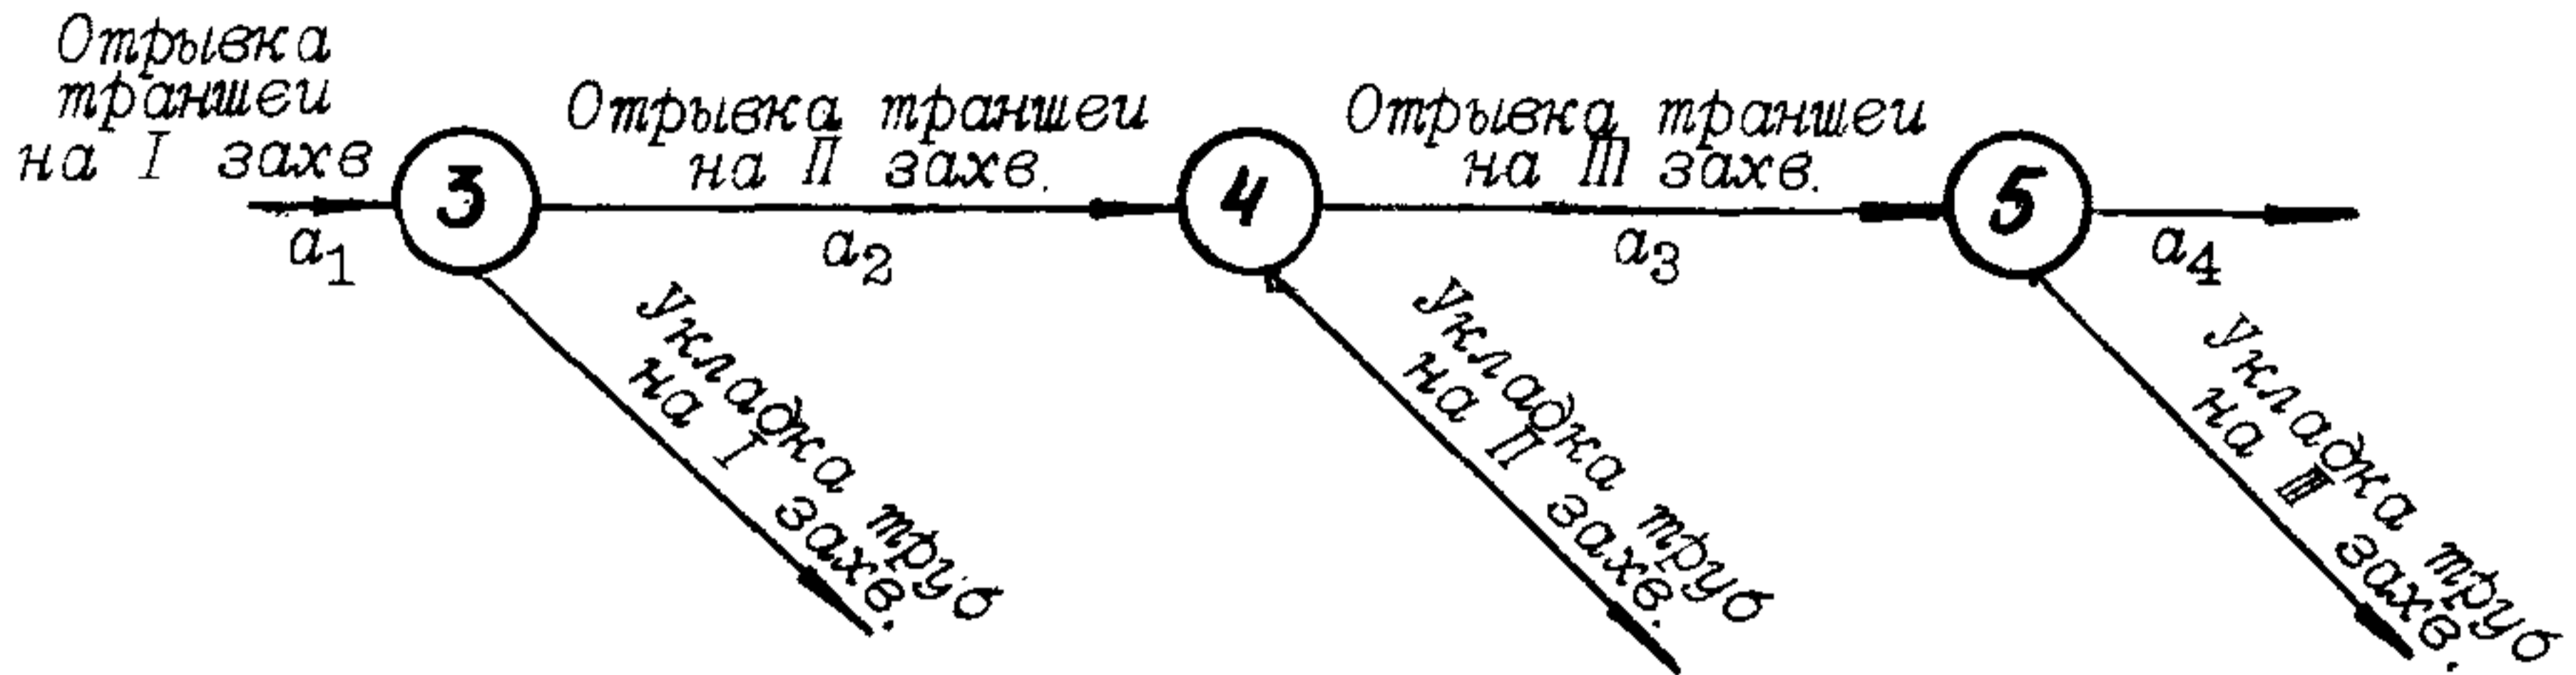 Отрывка
траншеи
на I захв
Отрывка траншеи
на II захв.
Отрывка траншеи
на III захв.
3
4
5
a1
a2
a3
a4
Укладка труб
на I захв.
Укладка труб
на II захв.
Укладка труб
на III захв.